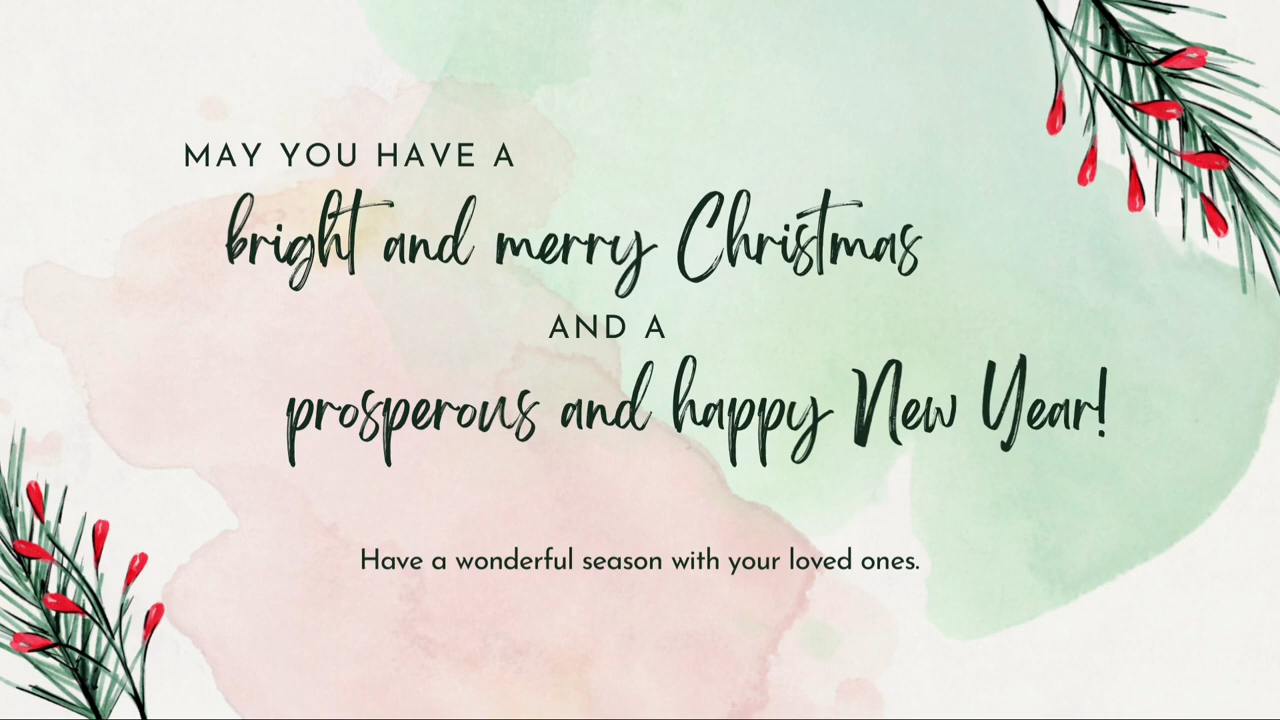 MAY YOU HAVE A
bright and merry Christmas
AND A
prosperous and happy New Year!
Have a wonderful season with your loved ones.